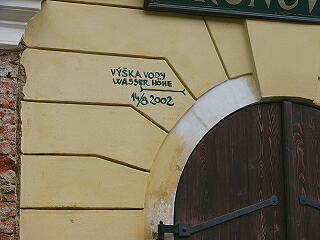 VÝŠKA VODY
WASSER HÖHE
14/8 2002